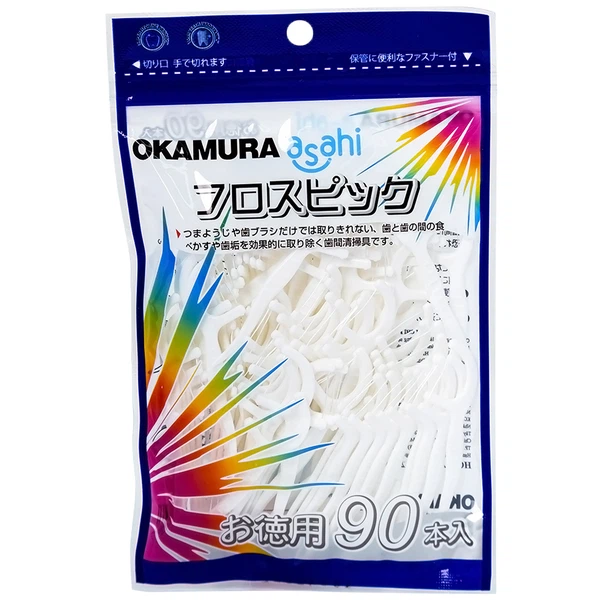 ◀切り口 手で切れます
保管に便利なファスナー付▼
OKAMURA asahi
フロスピック
▶つまようじや歯ブラシだけでは取りきれない、歯と歯の間の食
べかすや歯垢を効果的に取り除く歯間清掃具です。
お徳用90本入